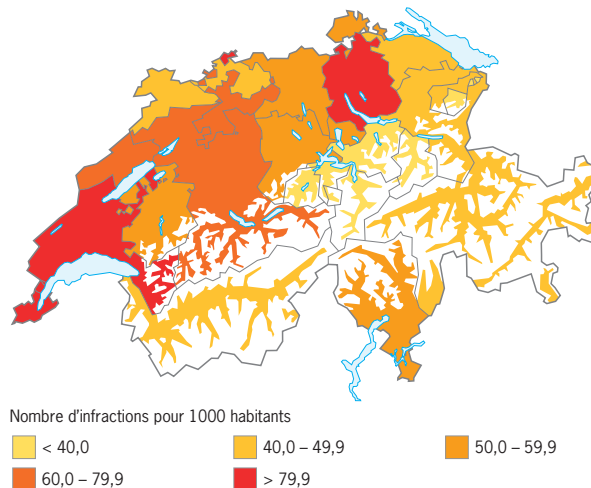 Nombre d'infractions pour 1000 habitants
< 40,0 40,0 – 49,9 50,0 – 59,9
60,0 – 79,9 > 79,9